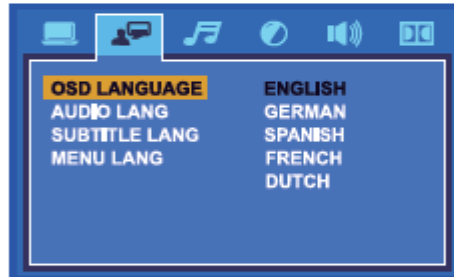 OSD LANGUAGE ENGLISH
AUDIO LANG GERMAN
SUBTITLE LANG SPANISH
MENU LANG FRENCH
DUTCH